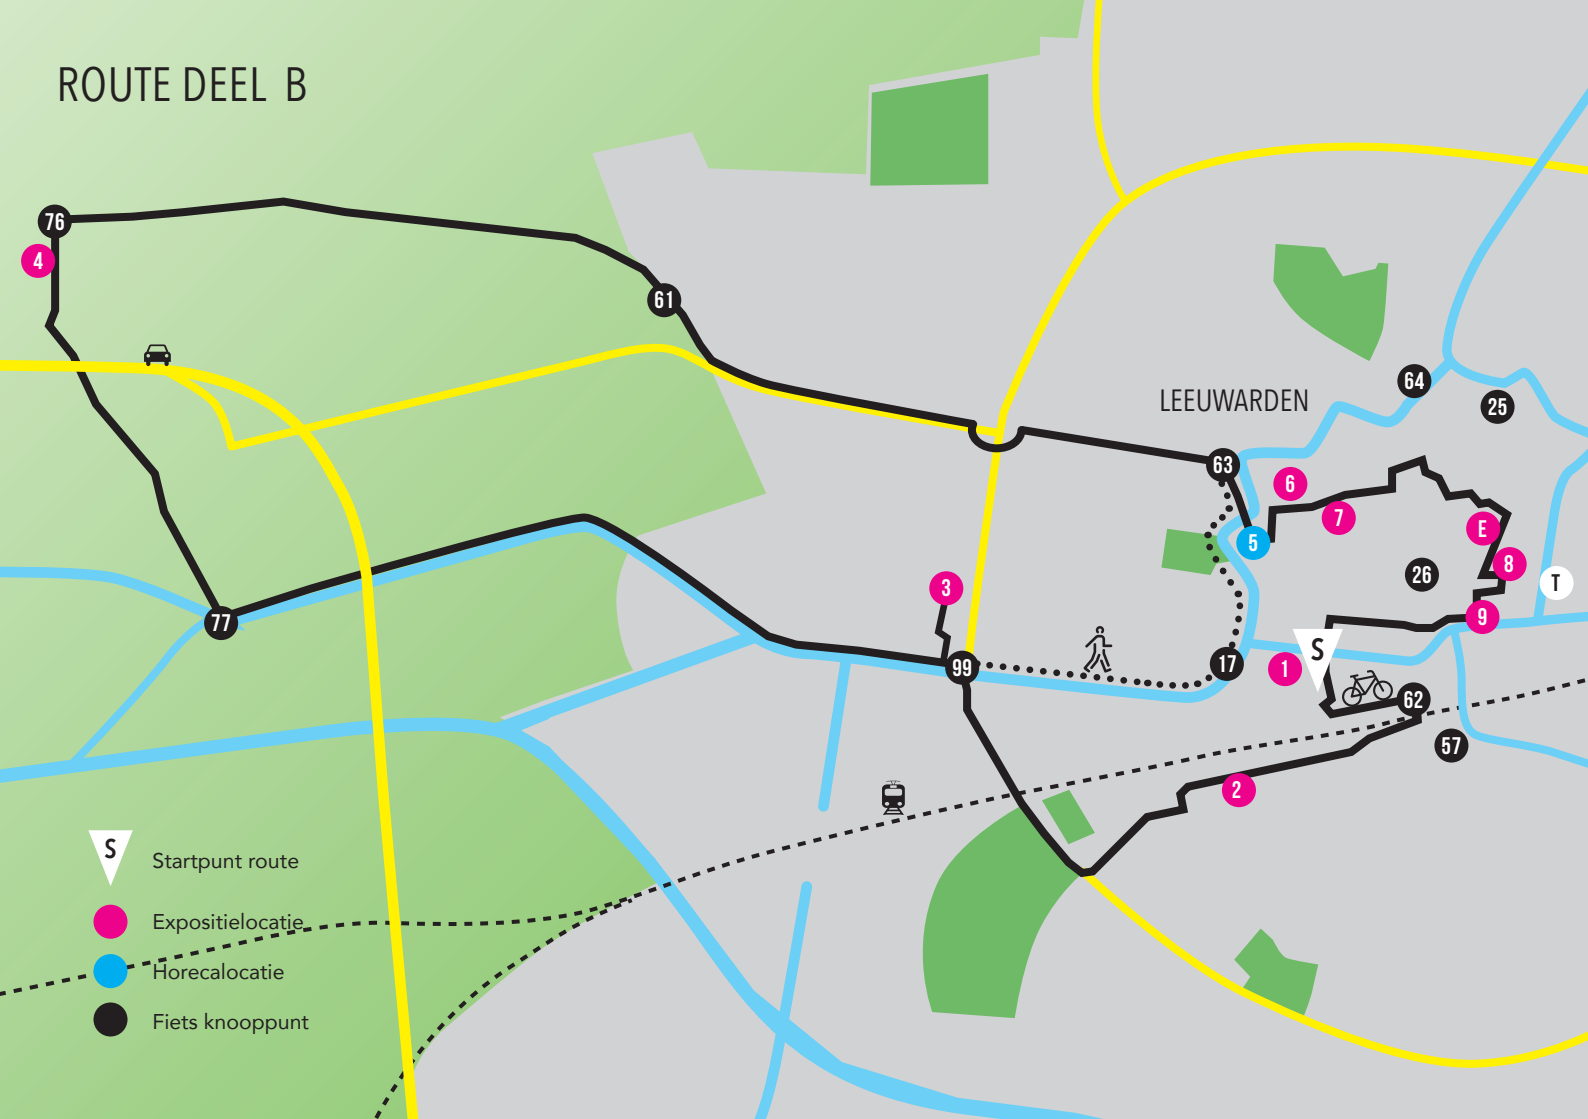 ROUTE DEEL B
76
4
61
LEEUWARDEN
64
25
63
6
7
5
E
8
26
T
3
9
77
S
99
17
1
62
57
2
S
Startpunt route
Expositielocatie
Horecalocatie
Fiets knooppunt